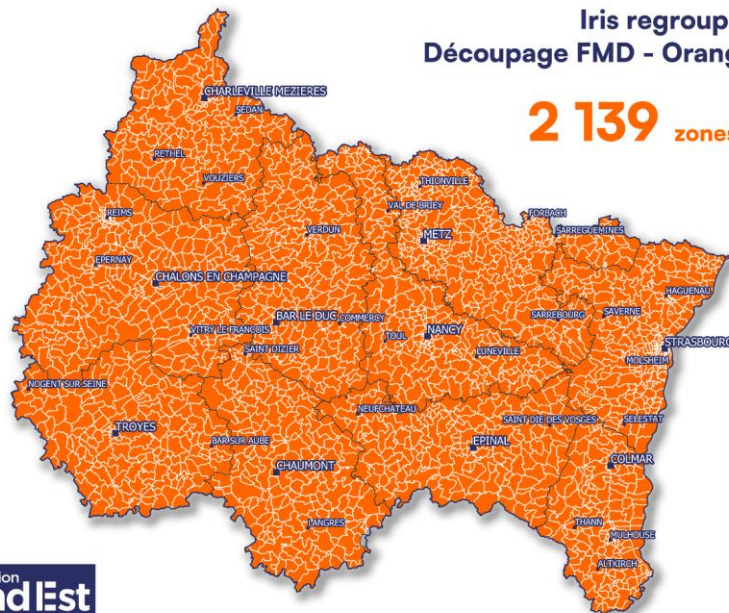 Iris regroup
Découpage FMD - Orang
2 139 zones
CHARLEVILLE MEZIERES
SEDAN
RETHEL
VOUZIERS
THIONVILLE
VAL DE BRIEY
FORBACH
REIMS
VERDUN
METZ
SARREGUEMINES
EPERNAY
CHALONS EN CHAMPAGNE
HAGUENAU
SARREBOURG
SAVERNE
BAR LE DUC
COMMERCY
VITRY LE FRANCOIS
TOUL
NANCY
STRASBOURG
SAINT DIZIER
LUNEVILLE
MOLSHEIM
NOGENT SUR SEINE
NEUFCHATEAU
SAINT DIE DES VOSGES
SELESTAT
TROYES
BAR SUR AUBE
EPINAL
CHAUMONT
COLMAR
LANGRES
THANN
MULHOUSE
ALTKIRCH
ion
nd Est